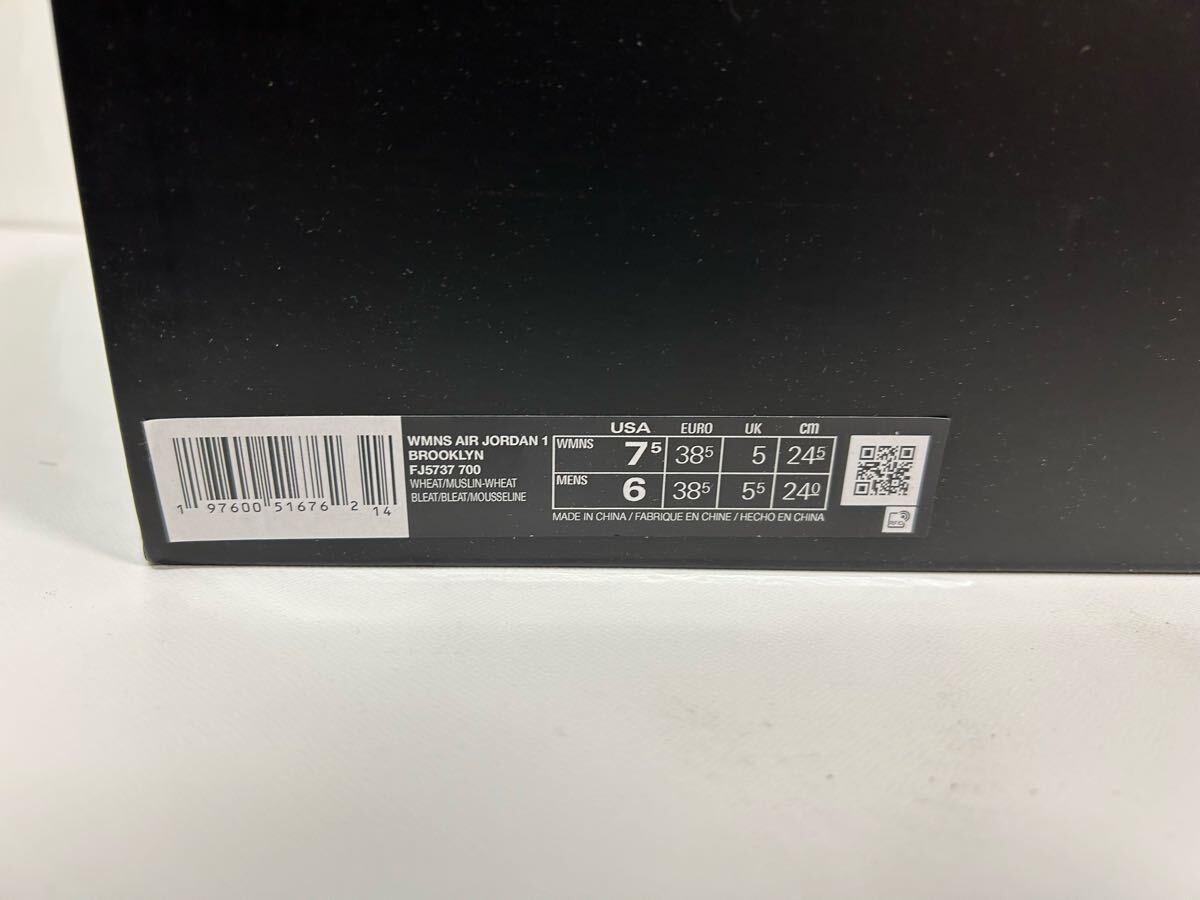 1 97600 51676 2 14
WMNS AIR JORDAN 1
BROOKLYN
FJ5737 700
WHEAT/MUSLIN-WHEAT
BLEAT/BLEAT/MOUSSELINE
USA EURO UK cm
WMNS 7⁵ 38⁵ 5 24⁵
MENS 6 38⁵ 5⁵ 24⁰
MADE IN CHINA / FABRIQUE EN CHINE / HECHO EN CHINA
RFID